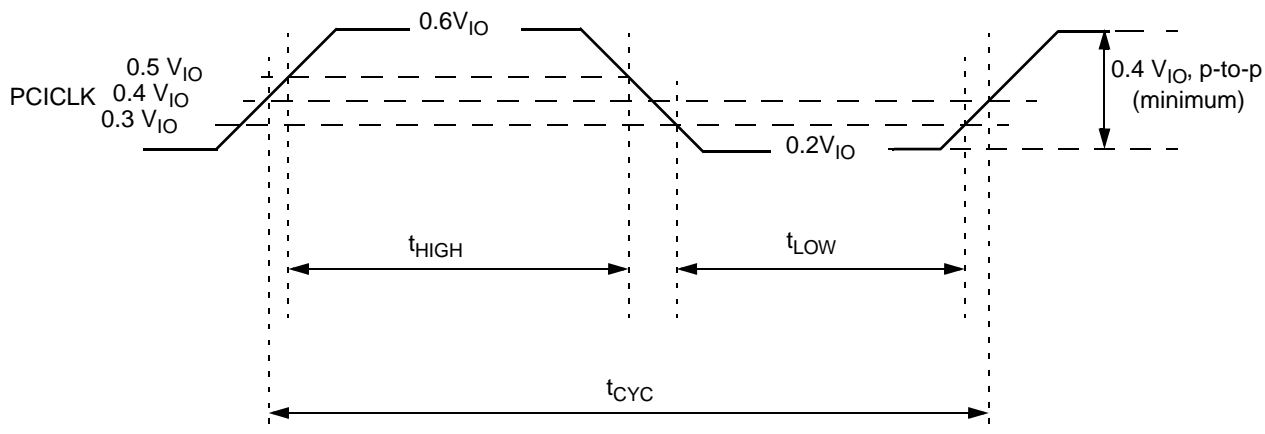 0.6V_IO
0.5 V_IO
PCICLK 0.4 V_IO
0.3 V_IO
0.4 V_IO, p-to-p
(minimum)
0.2V_IO
t_HIGH
t_LOW
t_CYC